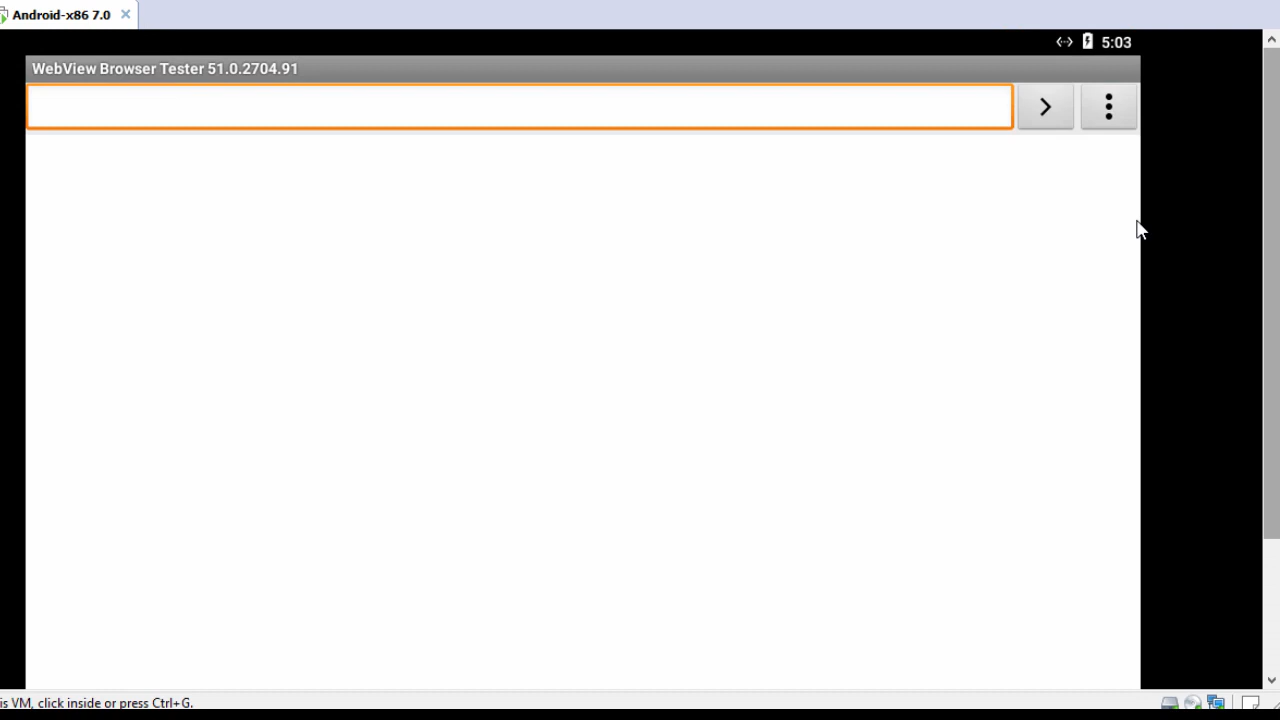 Android-x86 7.0
5:03
WebView Browser Tester 51.0.2704.91
is VM, click inside or press Ctrl+G.